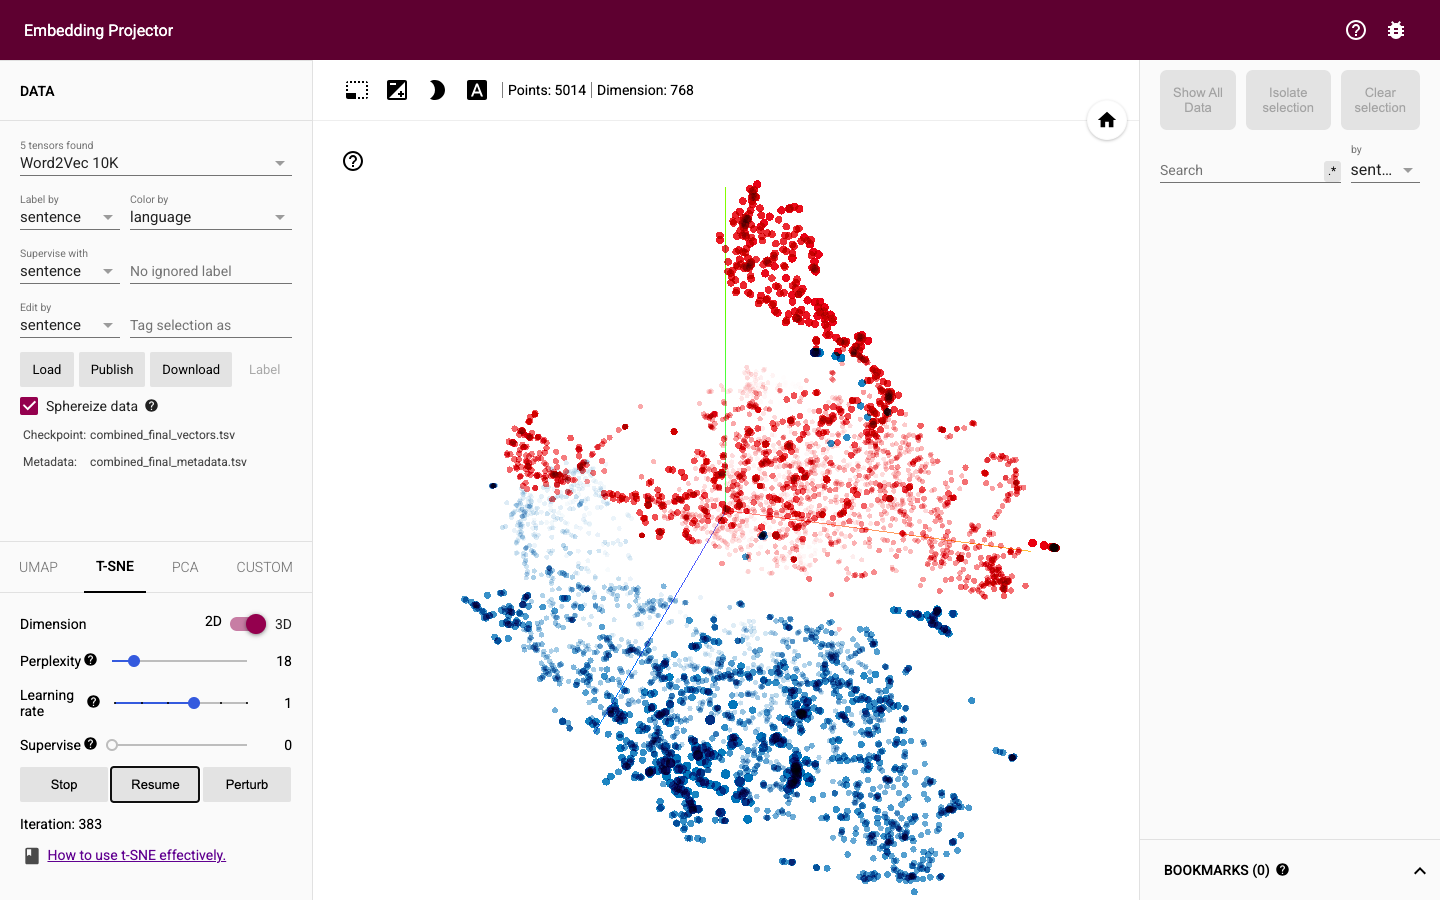 Embedding Projector
DATA
5 tensors found
Word2Vec 10K
Label by
sentence
Color by
language
Supervise with
sentence
No ignored label
Edit by
sentence
Tag selection as
Load
Publish
Download
Label
Sphereize data
Checkpoint: combined_final_vectors.tsv
Metadata: combined_final_metadata.tsv
UMAP
T-SNE
PCA
CUSTOM
Dimension 2D 3D
Perplexity 18
Learning
rate 1
Supervise 0
Stop
Resume
Perturb
Iteration: 383
How to use t-SNE effectively.
A
Points: 5014
Dimension: 768
Show All
Data
Isolate
selection
Clear
selection
Search
.*
by
sent...
BOOKMARKS (0)